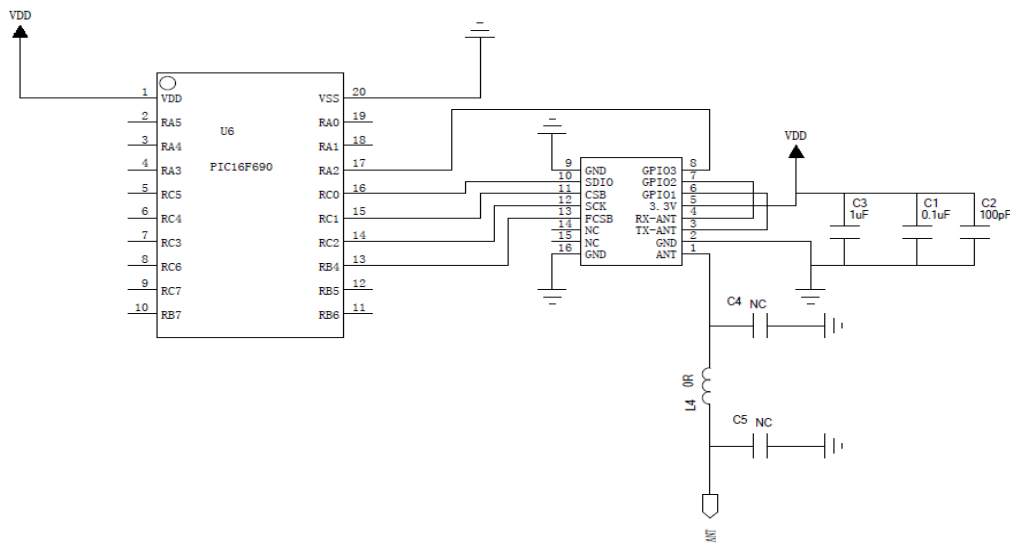 VDD
1 VDD VSS 20
2 RA5 RA0 19
3 RA4 U6 RA1 18
4 RA3 PIC16F690 RA2 17
5 RC5 RC0 16
6 RC4 RC1 15
7 RC3 RC2 14
8 RC6 RB4 13
9 RC7 RB5 12
10 RB7 RB6 11
9 GND GPIO3 8
10 SDIO GPIO2 7
11 CSB GPIO1 6
12 SCK 3.3V 5
13 FCSB RX-ANT 4
14 NC TX-ANT 3
15 NC GND 2
16 GND ANT 1
VDD
C3
1uF
C1
0.1uF
C2
100pF
C4 NC
L4 0R
C5 NC
ANT